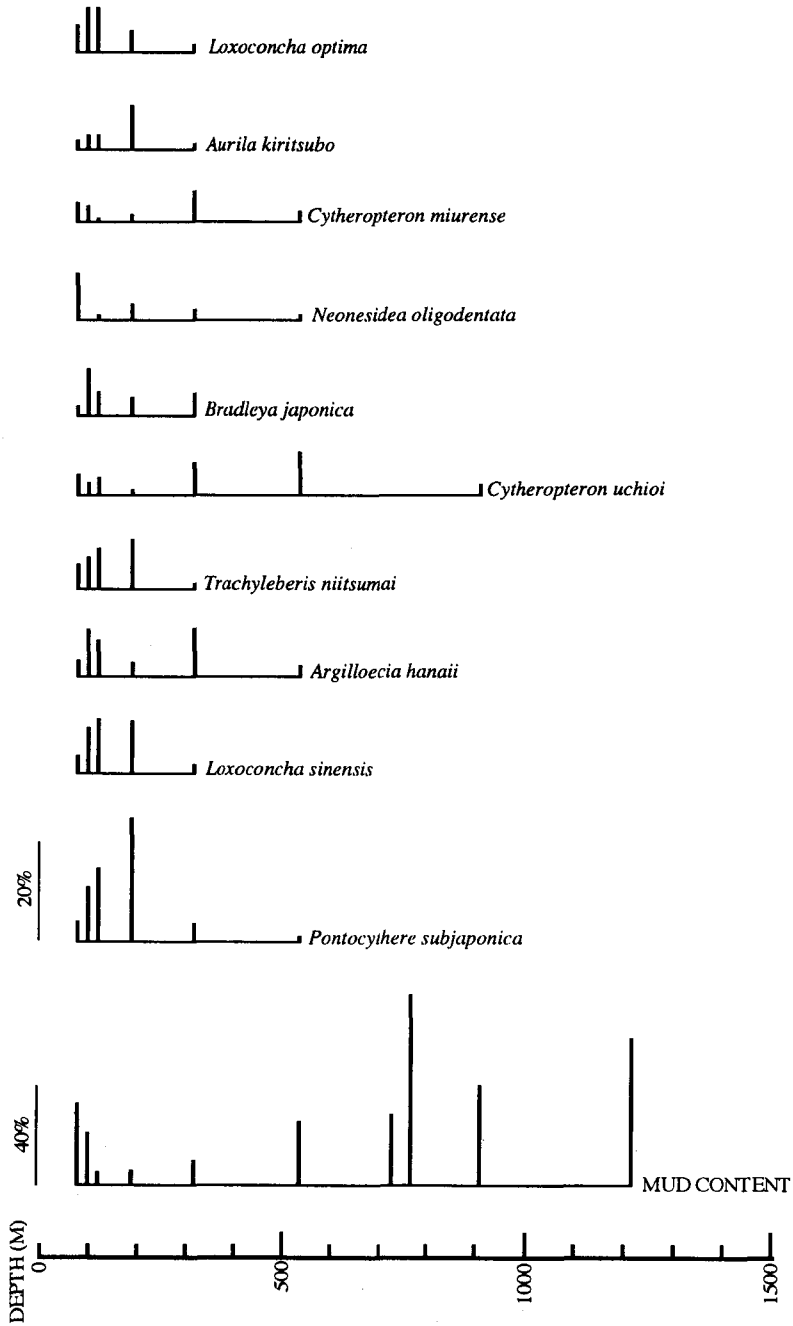 Loxoconcha optima
Aurila kiritsubo
Cytheropteron miurense
Neonesidea oligodentata
Bradleya japonica
Cytheropteron uchioi
Trachyleberis niitsumai
Argilloecia hanaii
Loxoconcha sinensis
20%
Pontocythere subjaponica
40%
MUD CONTENT
DEPTH (M)
0
500
1000
1500